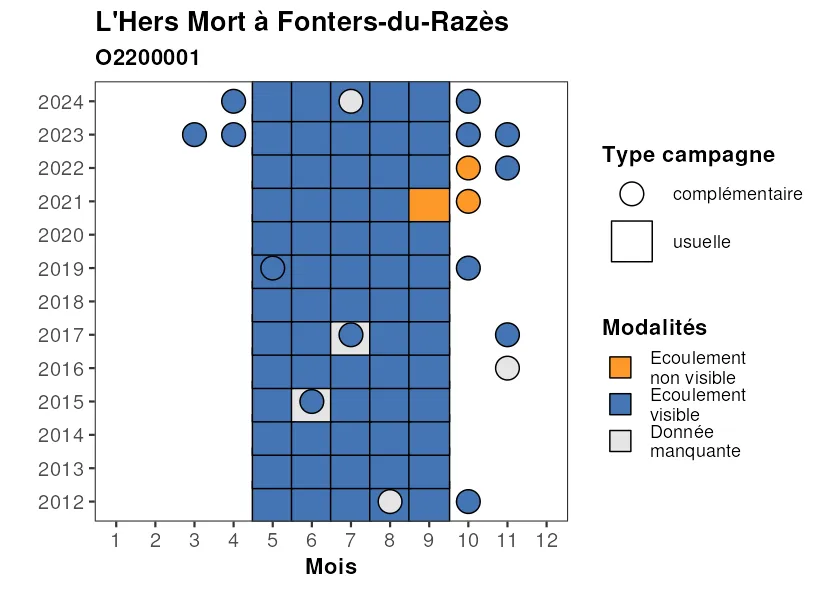 L'Hers Mort à Fonters-du-Razès
O2200001
2024
2023
2022
2021
2020
2019
2018
2017
2016
2015
2014
2013
2012
1 2 3 4 5 6 7 8 9 10 11 12
Mois
Type campagne
complémentaire
usuelle
Modalités
Ecoulement
non visible
Ecoulement
visible
Donnée
manquante